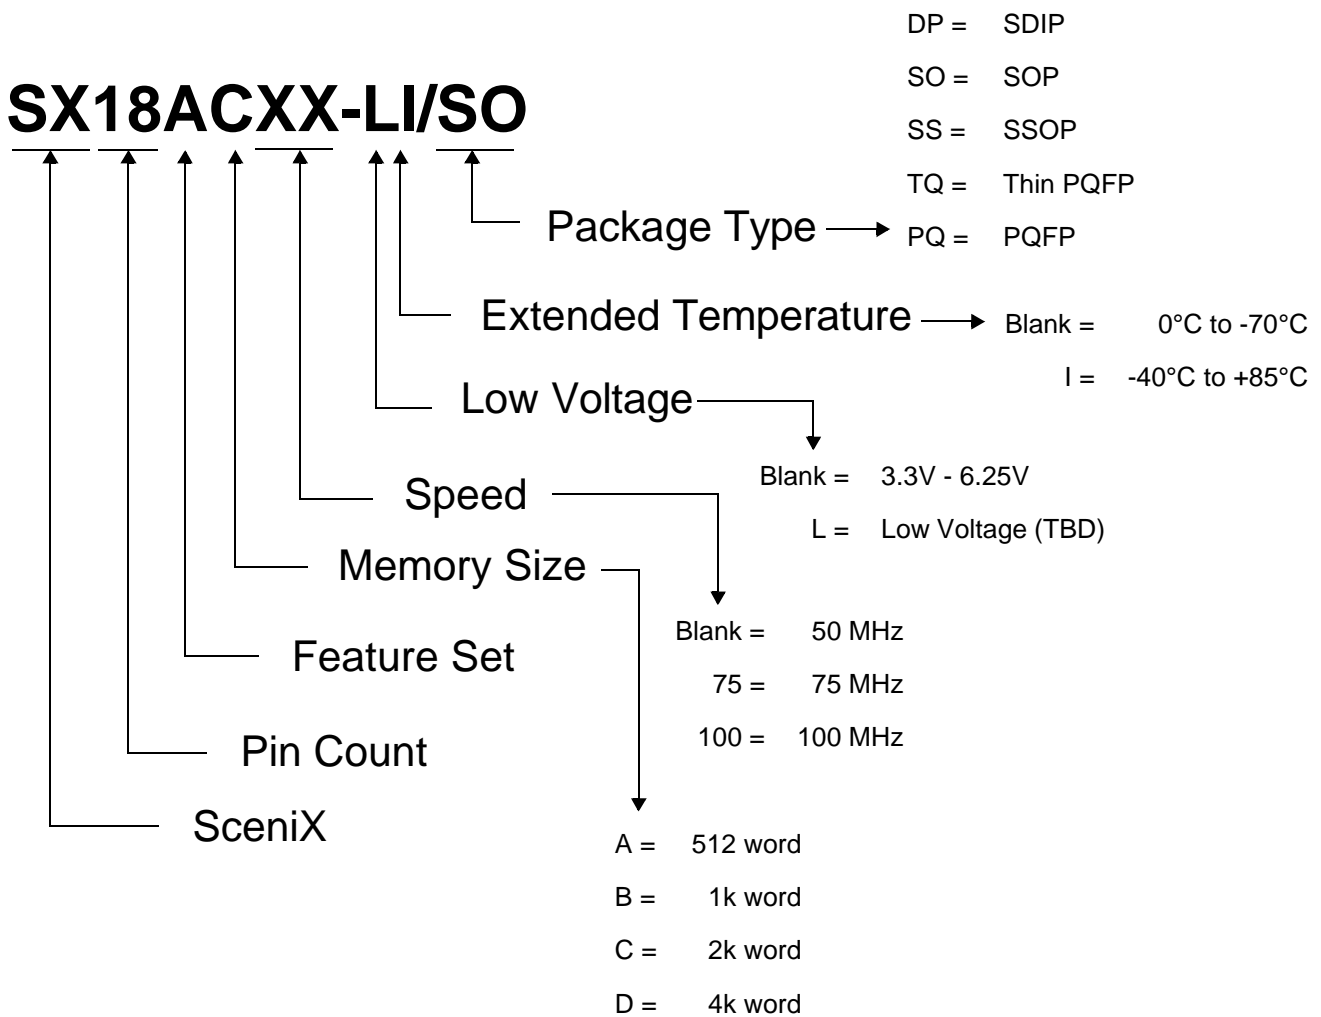 SX18ACXX-LI/SO
DP = SDIP
SO = SOP
SS = SSOP
TQ = Thin PQFP
PQ = PQFP
Package Type
Extended Temperature
Blank = 0°C to -70°C
I = -40°C to +85°C
Low Voltage
Blank = 3.3V - 6.25V
L = Low Voltage (TBD)
Speed
Blank = 50 MHz
75 = 75 MHz
100 = 100 MHz
Memory Size
A = 512 word
B = 1k word
C = 2k word
D = 4k word
Feature Set
Pin Count
SceniX